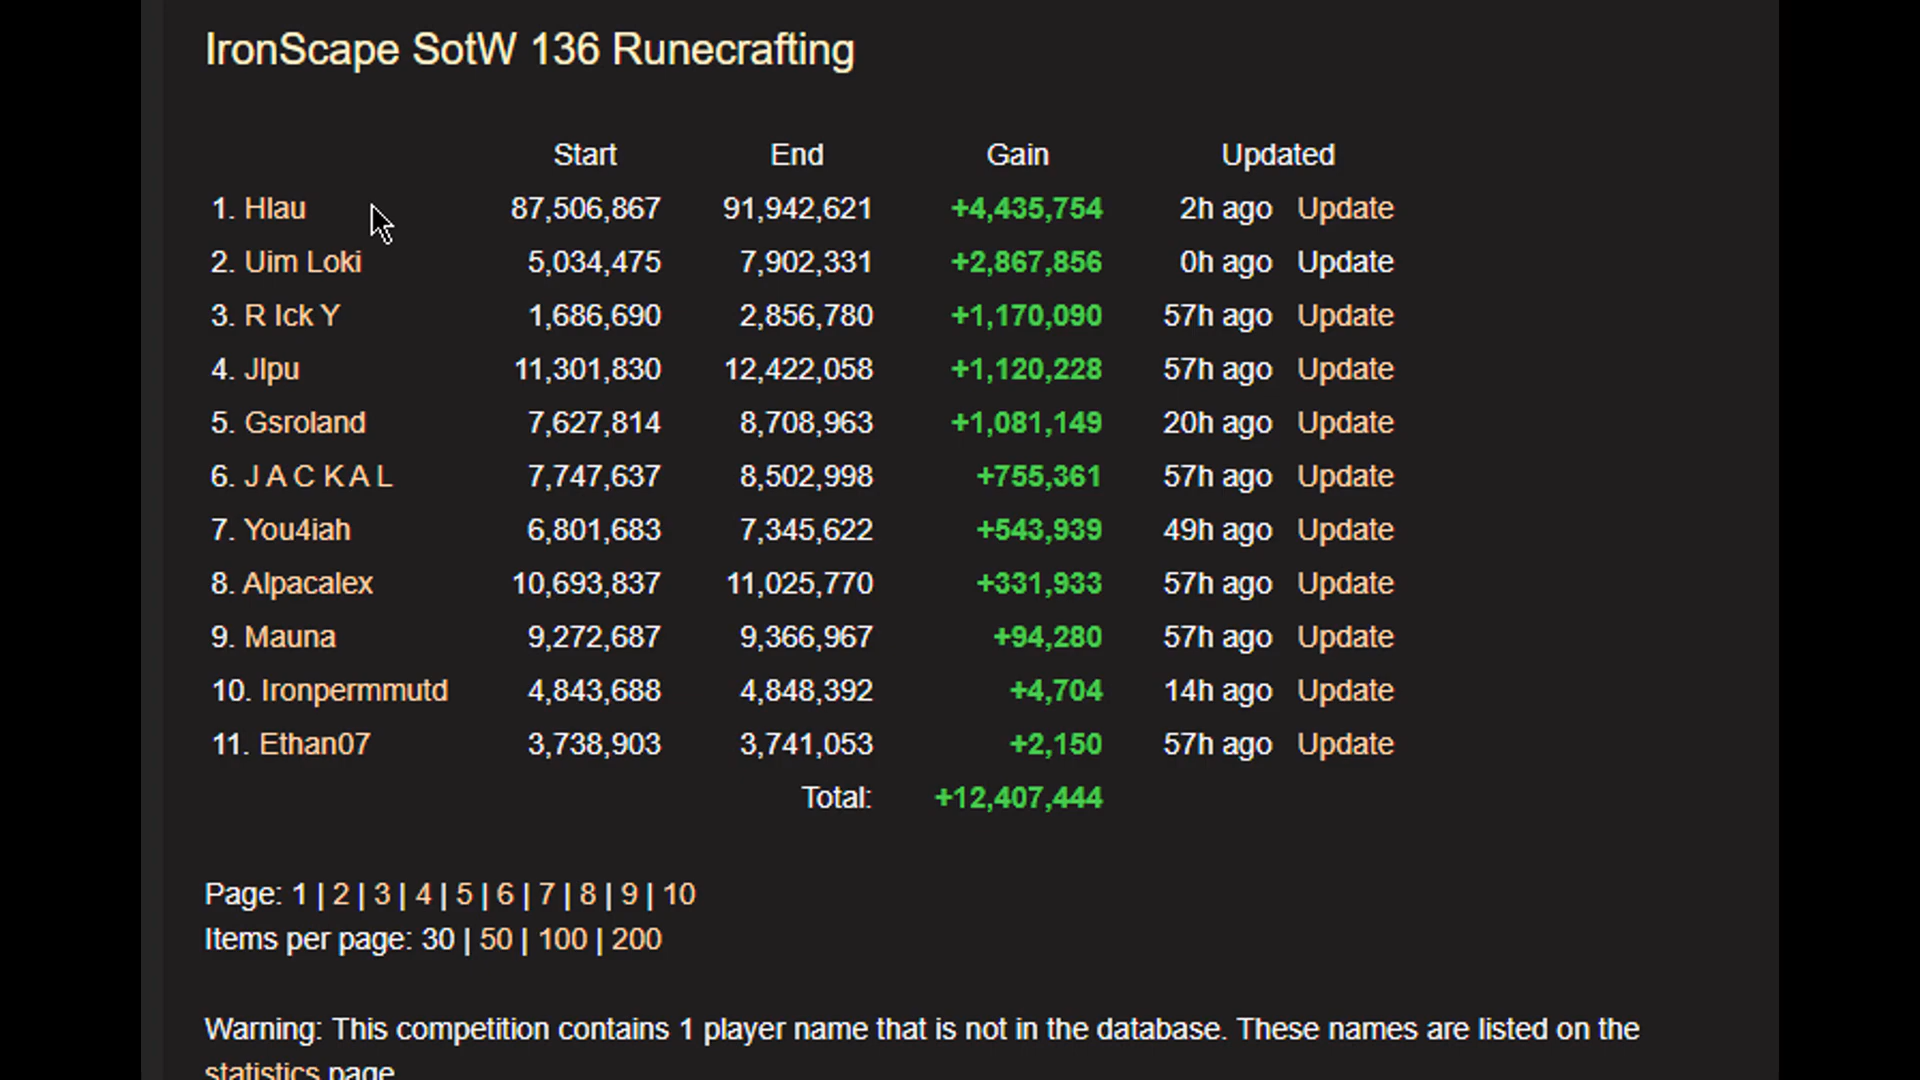 IronScape SotW 136 Runecrafting
Start End Gain Updated
1. Hlau 87,506,867 91,942,621 +4,435,754 2h ago Update
2. Uim Loki 5,034,475 7,902,331 +2,867,856 0h ago Update
3. R Ick Y 1,686,690 2,856,780 +1,170,090 57h ago Update
4. Jlpu 11,301,830 12,422,058 +1,120,228 57h ago Update
5. Gsroland 7,627,814 8,708,963 +1,081,149 20h ago Update
6. J A C K A L 7,747,637 8,502,998 +755,361 57h ago Update
7. You4iah 6,801,683 7,345,622 +543,939 49h ago Update
8. Alpacalex 10,693,837 11,025,770 +331,933 57h ago Update
9. Mauna 9,272,687 9,366,967 +94,280 57h ago Update
10. Ironpermmutd 4,843,688 4,848,392 +4,704 14h ago Update
11. Ethan07 3,738,903 3,741,053 +2,150 57h ago Update
Total: +12,407,444
Page: 1 | 2 | 3 | 4 | 5 | 6 | 7 | 8 | 9 | 10
Items per page: 30 | 50 | 100 | 200
Warning: This competition contains 1 player name that is not in the database. These names are listed on the
statistics page